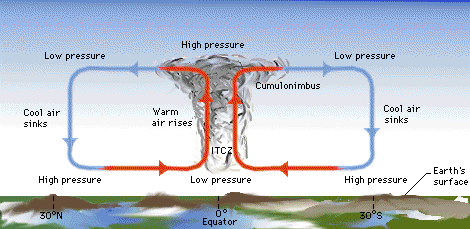 High pressure
Low pressure
Low pressure
Cumulonimbus
Cool air
sinks
Warm
air rises
Cool air
sinks
ITCZ
Earth's
surface
High pressure
Low pressure
High pressure
30°N
0°
30°S
Equator